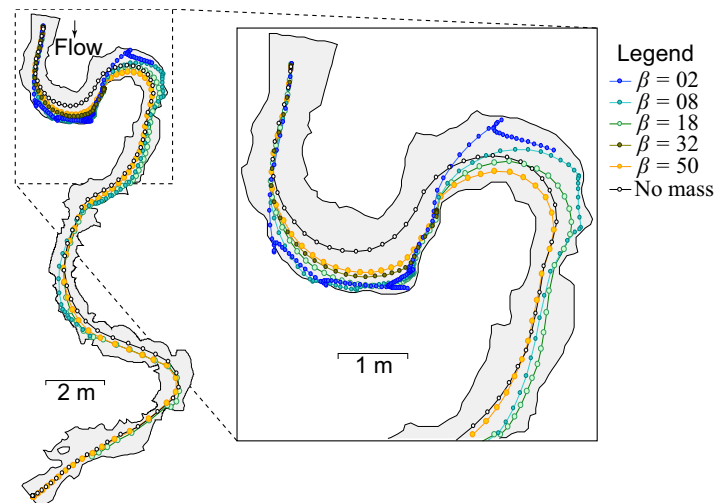 Flow
Legend
β = 02
β = 08
β = 18
β = 32
β = 50
No mass
1 m
2 m